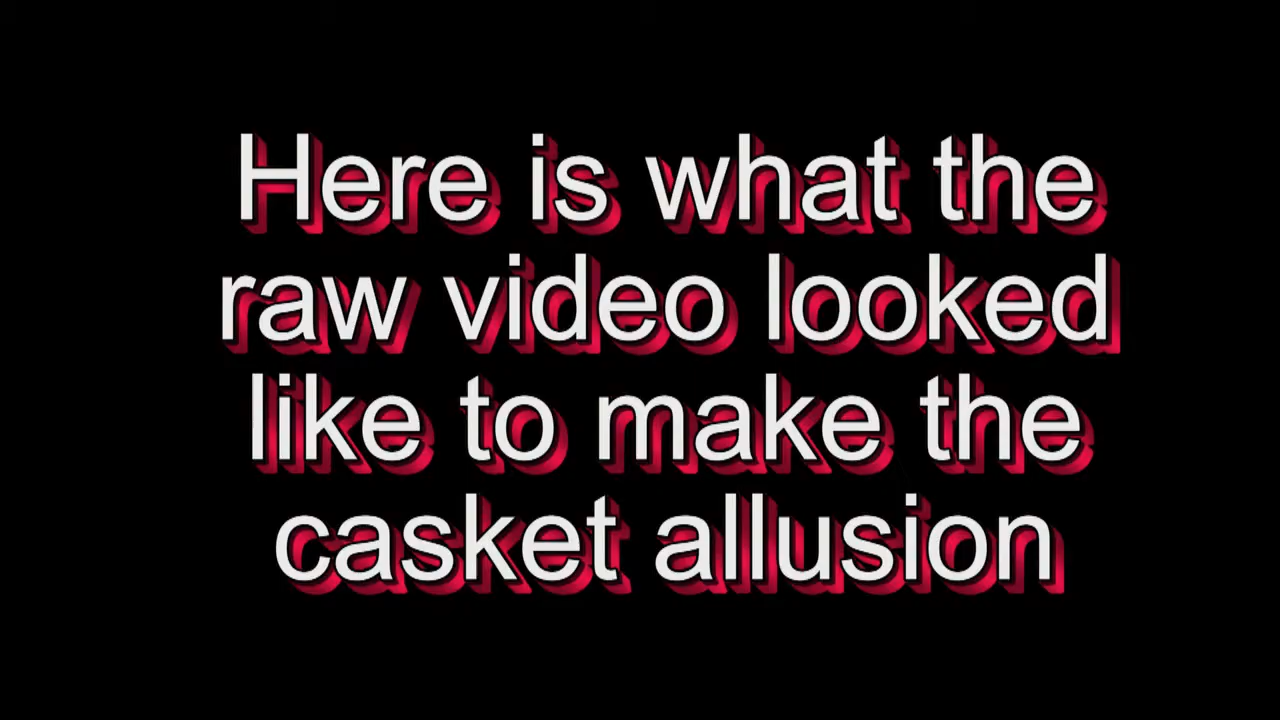 Here is what the
raw video looked
like to make the
casket allusion